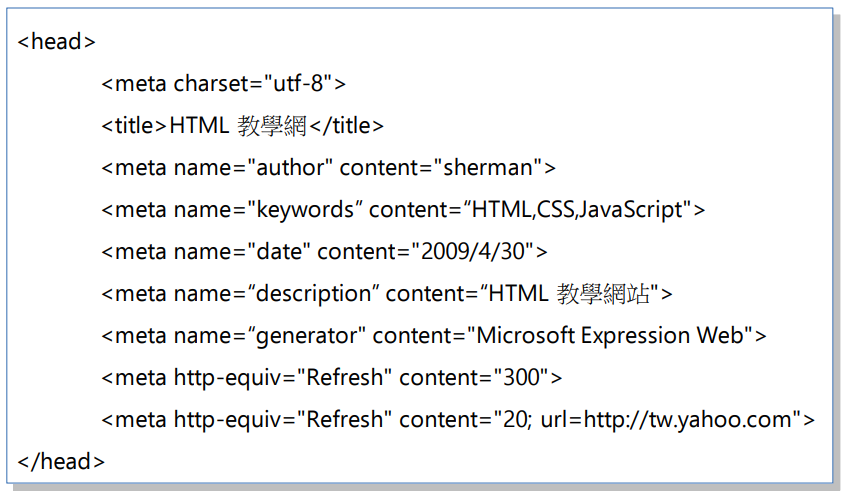 <head>
<meta charset="utf-8">
<title>HTML 教學網</title>
<meta name="author" content="sherman">
<meta name="keywords” content=“HTML,CSS,JavaScript">
<meta name="date" content="2009/4/30">
<meta name=“description” content=“HTML 教學網站">
<meta name=“generator" content="Microsoft Expression Web">
<meta http-equiv="Refresh" content="300">
<meta http-equiv="Refresh" content="20; url=http://tw.yahoo.com">
</head>